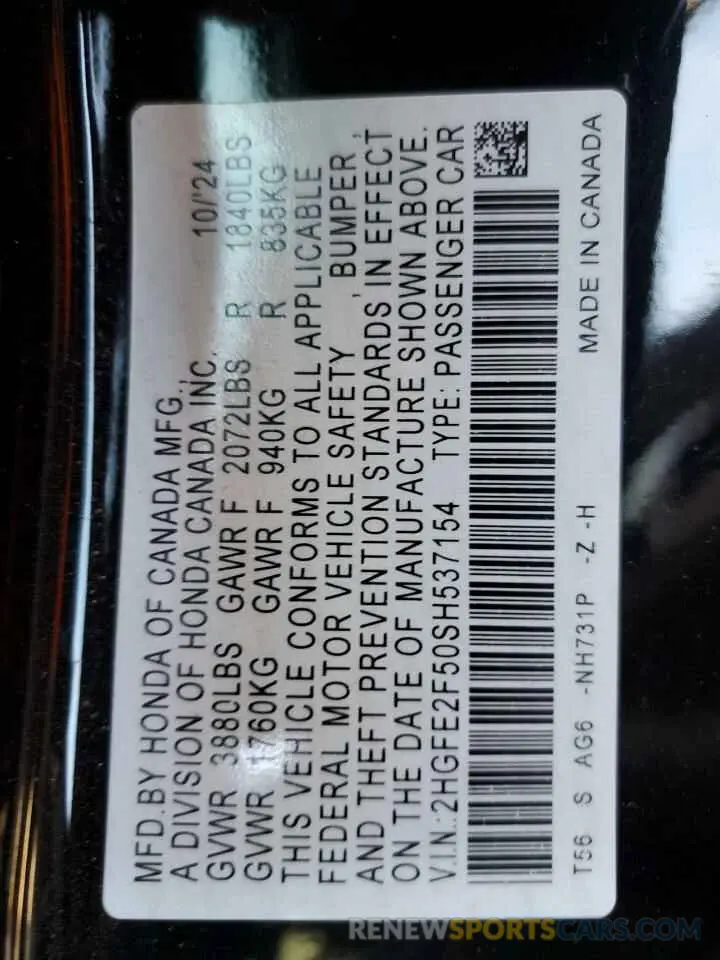 MFD.BY HONDA OF CANADA MFG.,
A DIVISION OF HONDA CANADA INC. 10/'24
GVWR 3880LBS GAWR F 2072LBS R 1840LBS
GVWR 1760KG GAWR F 940KG R 835KG
THIS VEHICLE CONFORMS TO ALL APPLICABLE
FEDERAL MOTOR VEHICLE SAFETY , BUMPER ,
AND THEFT PREVENTION STANDARDS IN EFFECT
ON THE DATE OF MANUFACTURE SHOWN ABOVE.
V.I.N.:2HGFE2F50SH537154 TYPE: PASSENGER CAR
T56 S AG6 -NH731P -Z -H MADE IN CANADA
RENEWSPORTSCARS.COM